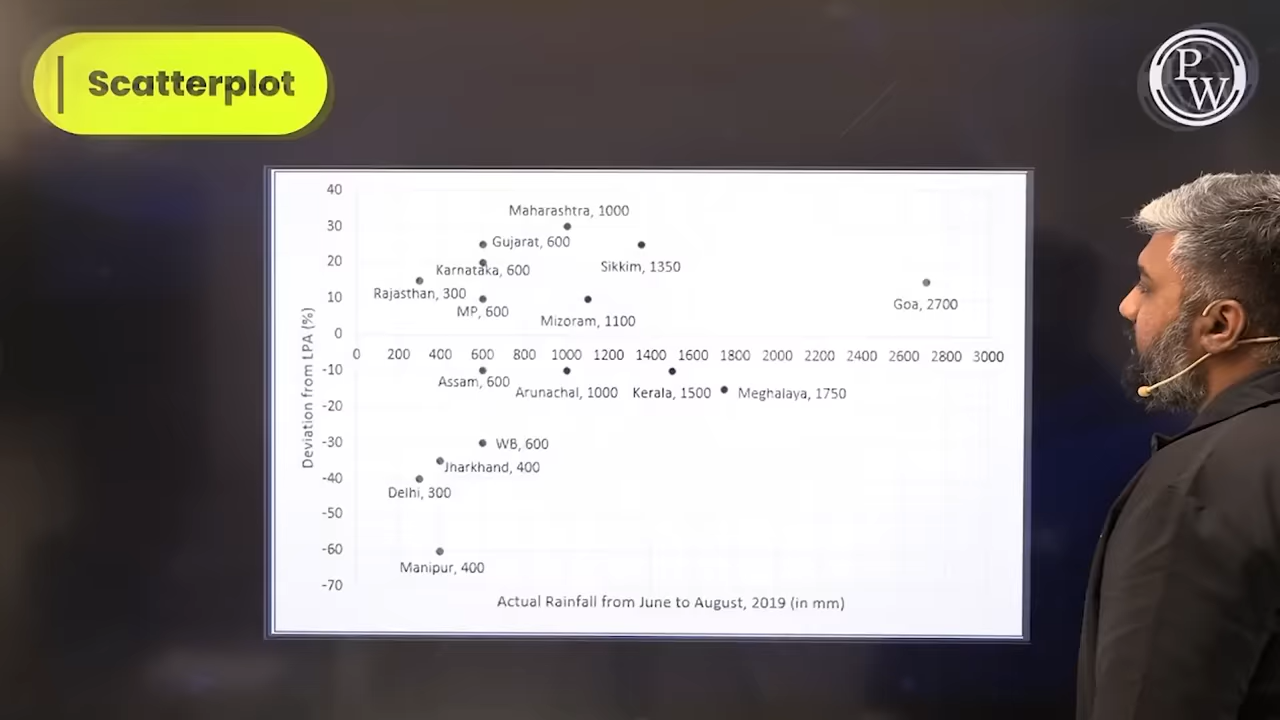 Scatterplot
P
W
40
30
20
10
0
-10
-20
-30
-40
-50
-60
-70
Deviation from LPA (%)
Maharashtra, 1000
Gujarat, 600
Sikkim, 1350
Karnataka, 600
Rajasthan, 300
MP, 600
Mizoram, 1100
Goa, 2700
0 200 400 600 800 1000 1200 1400 1600 1800 2000 2200 2400 2600 2800 3000
Assam, 600
Arunachal, 1000
Kerala, 1500
Meghalaya, 1750
WB, 600
Jharkhand, 400
Delhi, 300
Manipur, 400
Actual Rainfall from June to August, 2019 (in mm)